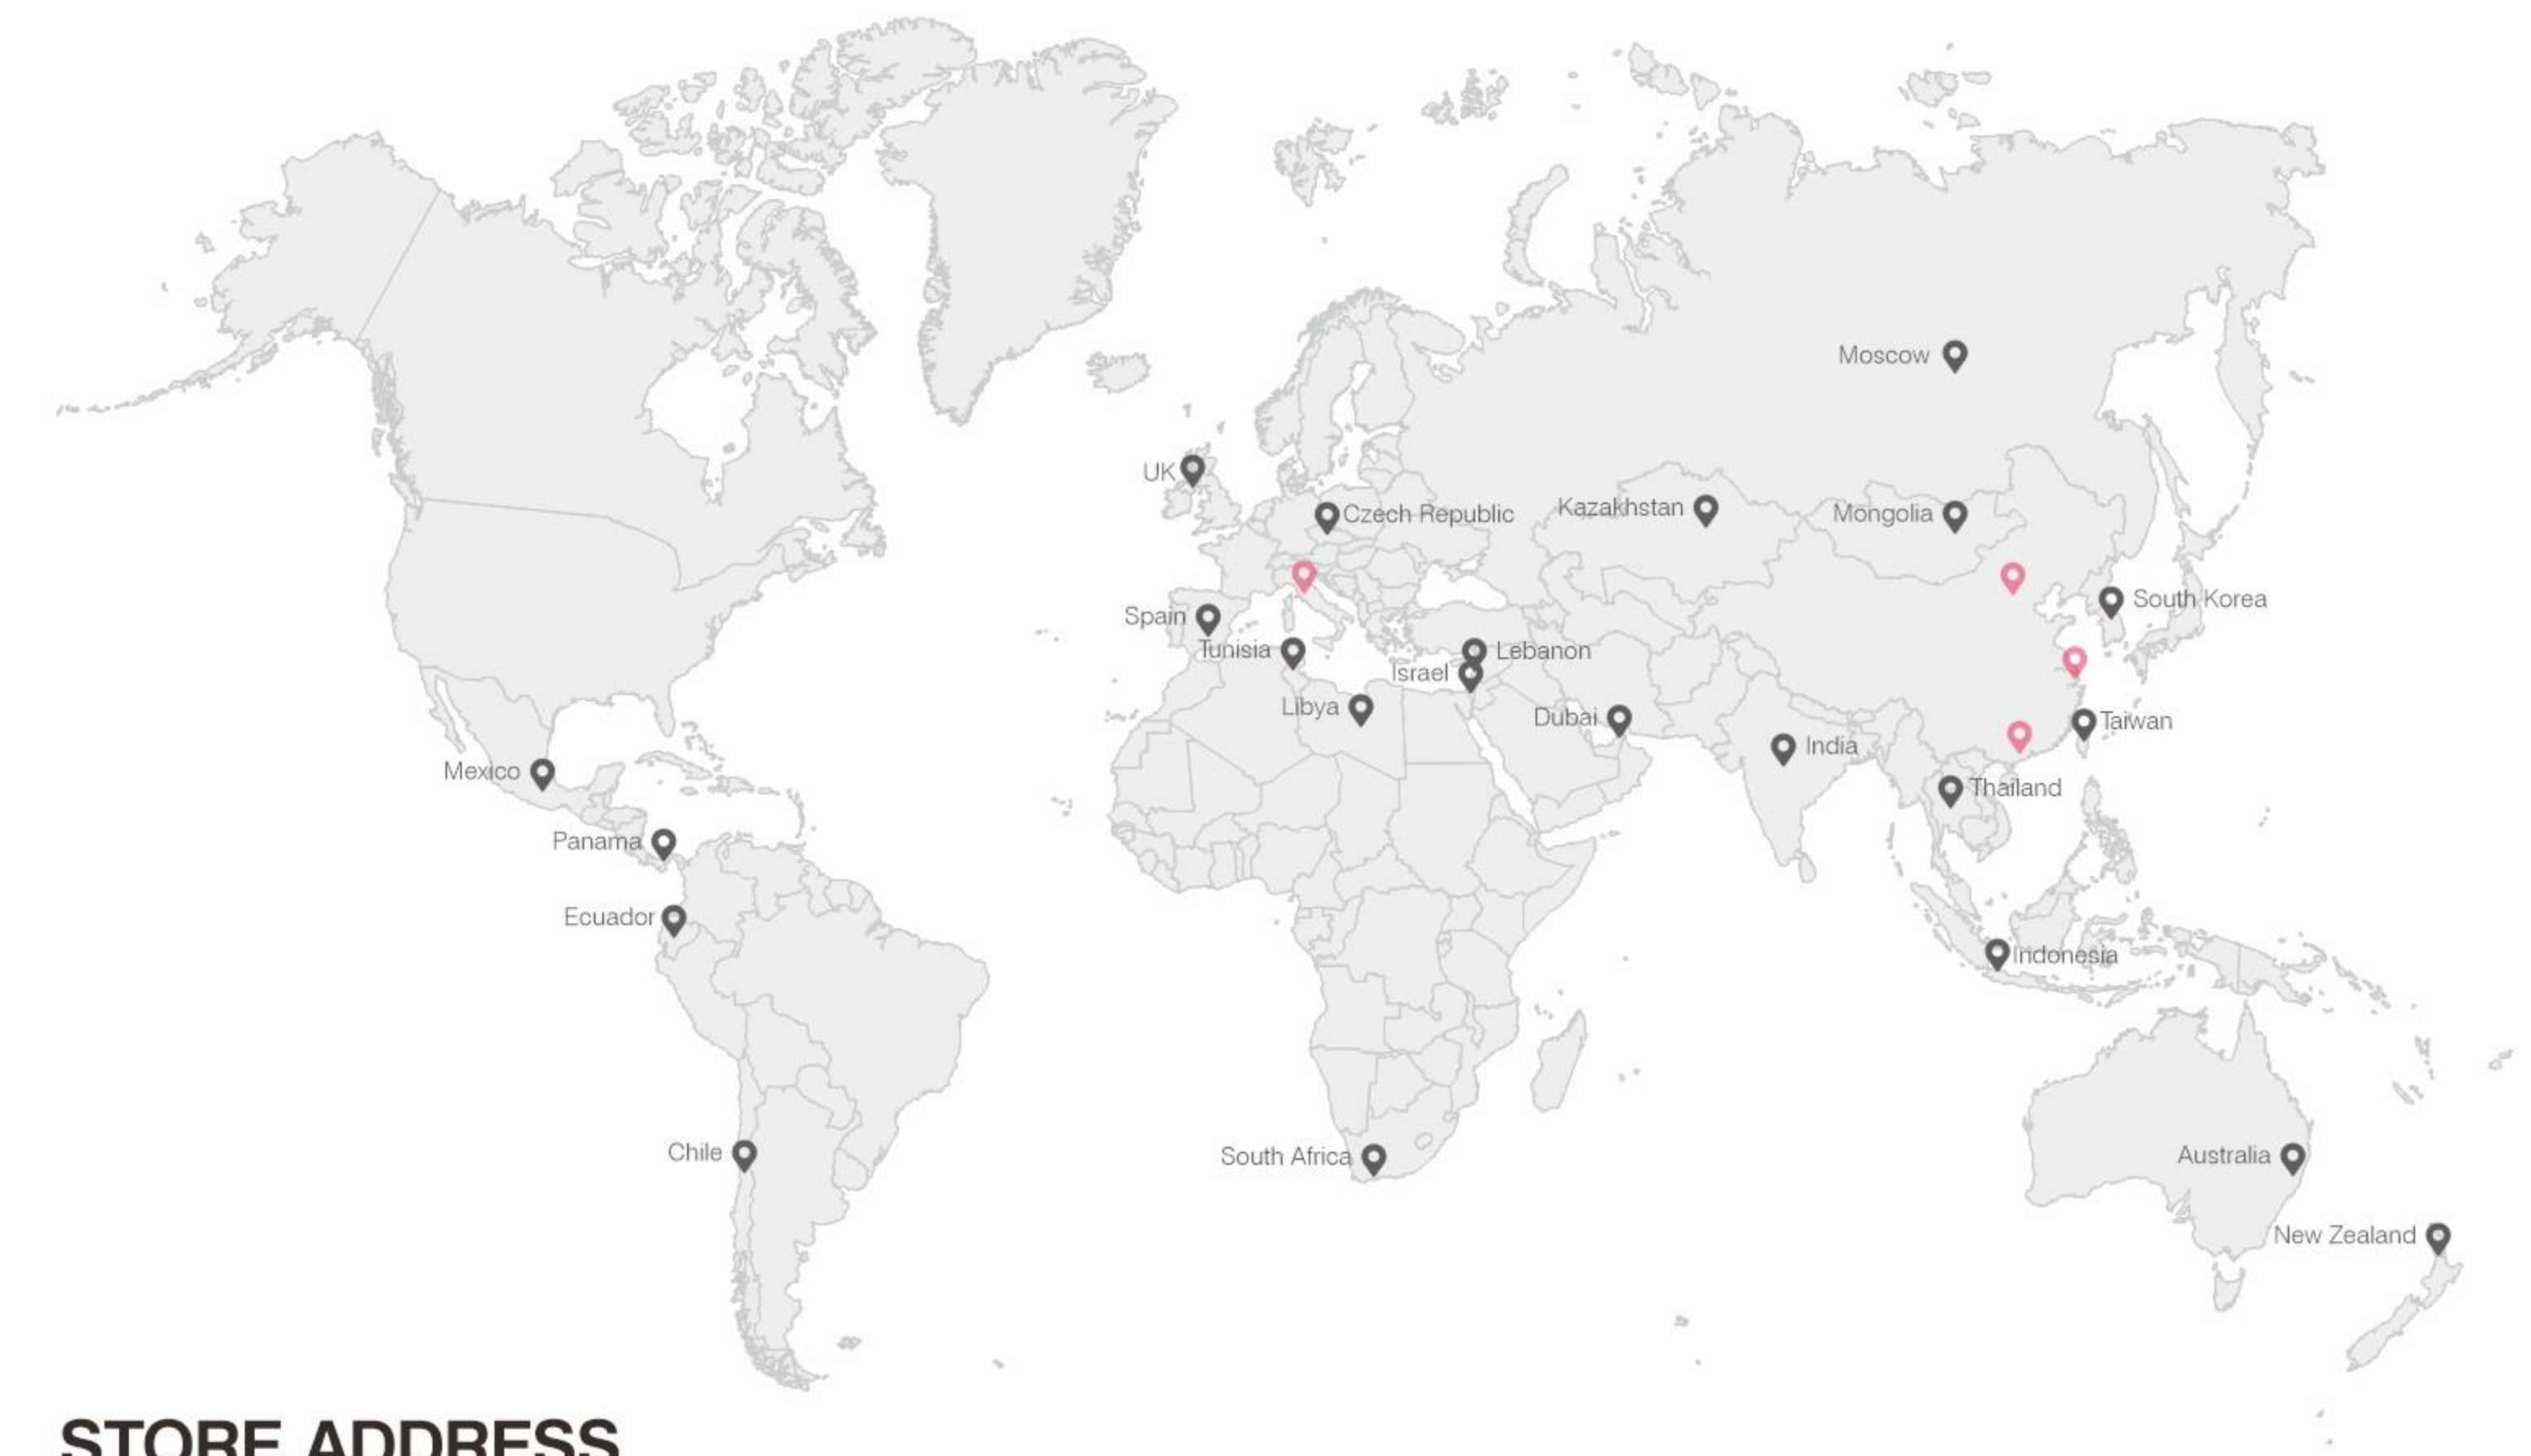 Moscow
UK
Kazakhstan
Mongolia
Czech Republic
South Korea
Spain
Tunisia
Lebanon
Israel
Libya
Dubai
Taiwan
India
Mexico
Thailand
Panama
Ecuador
Indonesia
Chile
South Africa
Australia
New Zealand
STORE ADDRESS